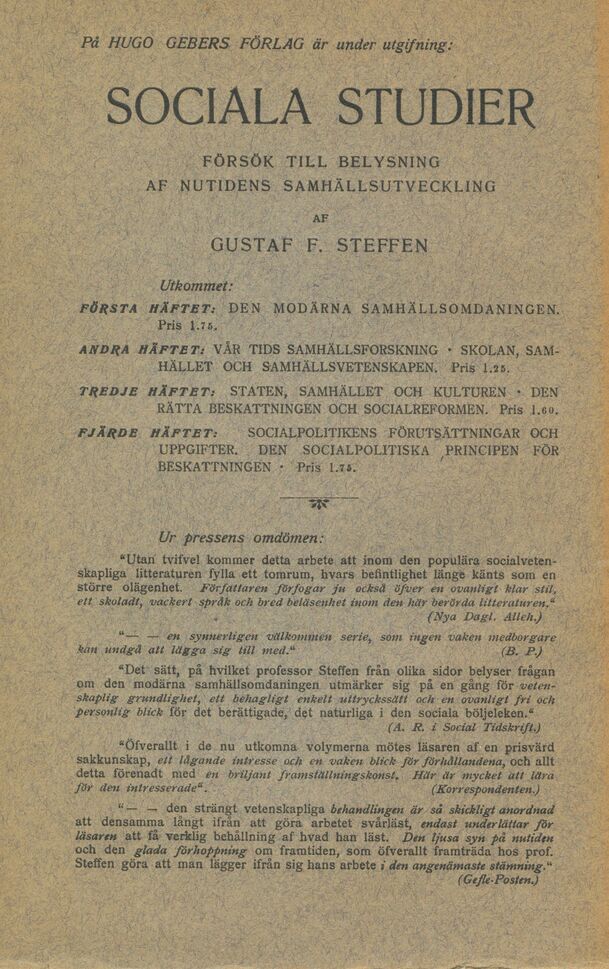 På HUGO GEBERS FÖRLAG är under utgifning:
SOCIALA STUDIER
FÖRSÖK TILL BELYSNING
AF NUTIDENS SAMHÄLLSUTVECKLING
AF
GUSTAF F. STEFFEN
Utkommet:
FÖRSTA HÄFTET: DEN MODÄRNA SAMHÄLLSOMDANINGEN.
Pris 1.75.
ANDRA HÄFTET: VÅR TIDS SAMHÄLLSFORSKNING · SKOLAN, SAM-
HÄLLET OCH SAMHÄLLSVETENSKAPEN. Pris 1.25.
TREDJE HÄFTET: STATEN, SAMHÄLLET OCH KULTUREN · DEN
RÄTTA BESKATTNINGEN OCH SOCIALREFORMEN. Pris 1.60.
FJÄRDE HÄFTET: SOCIALPOLITIKENS FÖRUTSÄTTNINGAR OCH
UPPGIFTER. DEN SOCIALPOLITISKA PRINCIPEN FÖR
BESKATTNINGEN · Pris 1.75.
Ur pressens omdömen:
“Utan tvifvel kommer detta arbete att inom den populära socialveten-
skapliga litteraturen fylla ett tomrum, hvars befintlighet länge känts som en
större olägenhet. Författaren förfogar ju också öfver en ovanligt klar stil,
ett skoladt, vackert språk och bred beläsenhet inom den här berörda litteraturen.“
(Nya Dagl. Alleh.)
“— — en synnerligen välkommen serie, som ingen vaken medborgare
kan undgå att lägga sig till med.“ (B. P.)
“Det sätt, på hvilket professor Steffen från olika sidor belyser frågan
om den modärna samhällsomdaningen utmärker sig på en gång för veten-
skaplig grundlighet, ett behagligt enkelt uttryckssätt och en ovanligt fri och
personlig blick för det berättigade, det naturliga i den sociala böljeleken.“
(A. R. i Social Tidskrift.)
“Öfverallt i de nu utkomna volymerna mötes läsaren af en prisvärd
sakkunskap, ett lågande intresse och en vaken blick för förhållandena, och allt
detta förenadt med en briljant framställningskonst. Här är mycket att lära
för den intresserade“. (Korrespondenten.)
“— — den strängt vetenskapliga behandlingen är så skickligt anordnad
att densamma långt ifrån att göra arbetet svårläst, endast underlättar för
läsaren att få verklig behållning af hvad han läst. Den ljusa syn på nutiden
och den glada förhoppning om framtiden, som öfverallt framträda hos prof.
Steffen göra att man lägger ifrån sig hans arbete i den angenämaste stämning.“
(Gefle-Posten.)